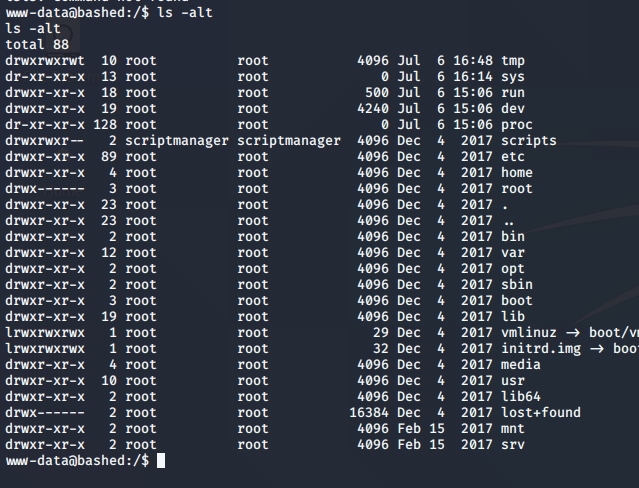 www-data@bashed:/$ ls -alt
ls -alt
total 88
drwxrwxrwt  10 root          root           4096 Jul  6 16:48 tmp
dr-xr-xr-x  13 root          root              0 Jul  6 16:14 sys
drwxr-xr-x  18 root          root            500 Jul  6 15:06 run
drwxr-xr-x  19 root          root           4240 Jul  6 15:06 dev
dr-xr-xr-x 128 root          root              0 Jul  6 15:06 proc
drwxrwxr--   2 scriptmanager scriptmanager  4096 Dec  4  2017 scripts
drwxr-xr-x  89 root          root           4096 Dec  4  2017 etc
drwxr-xr-x   4 root          root           4096 Dec  4  2017 home
drwx------   3 root          root           4096 Dec  4  2017 root
drwxr-xr-x  23 root          root           4096 Dec  4  2017 .
drwxr-xr-x  23 root          root           4096 Dec  4  2017 ..
drwxr-xr-x   2 root          root           4096 Dec  4  2017 bin
drwxr-xr-x  12 root          root           4096 Dec  4  2017 var
drwxr-xr-x   2 root          root           4096 Dec  4  2017 opt
drwxr-xr-x   2 root          root           4096 Dec  4  2017 sbin
drwxr-xr-x   3 root          root           4096 Dec  4  2017 boot
drwxr-xr-x  19 root          root           4096 Dec  4  2017 lib
lrwxrwxrwx   1 root          root             29 Dec  4  2017 vmlinuz -> boot/vm
lrwxrwxrwx   1 root          root             32 Dec  4  2017 initrd.img -> boo
drwxr-xr-x   4 root          root           4096 Dec  4  2017 media
drwxr-xr-x  10 root          root           4096 Dec  4  2017 usr
drwxr-xr-x   2 root          root           4096 Dec  4  2017 lib64
drwx------   2 root          root          16384 Dec  4  2017 lost+found
drwxr-xr-x   2 root          root           4096 Feb 15  2017 mnt
drwxr-xr-x   2 root          root           4096 Feb 15  2017 srv
www-data@bashed:/$